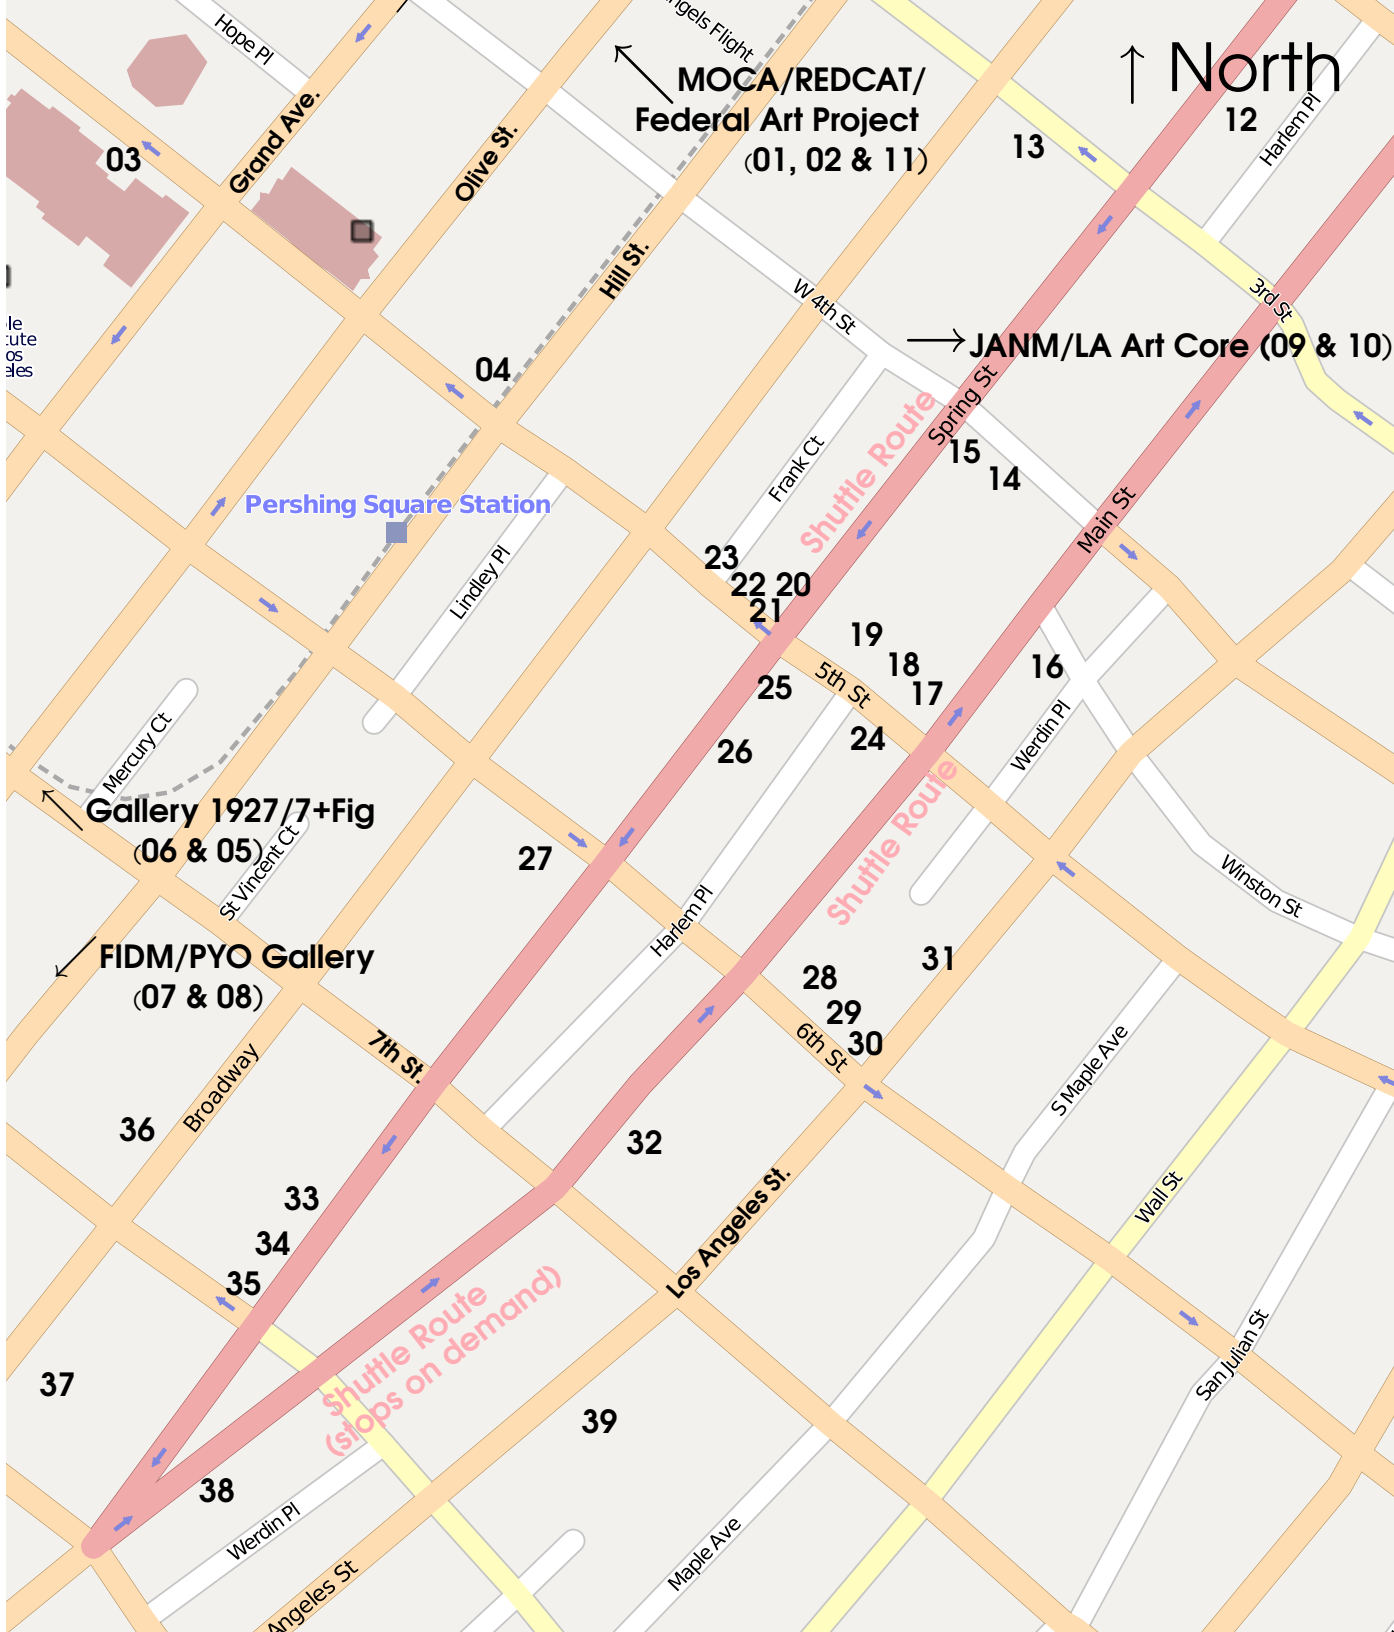 Hope Pl
ngels Flight
North
MOCA/REDCAT/
Federal Art Project
(01, 02 & 11)
12
13
Harlem Pl
03
Grand Ave.
Olive St.
Hill St.
W 4th St
3rd St
le
tute
os
eles
JANM/LA Art Core (09 & 10)
04
Spring St
Shuttle Route
15
14
Frank Ct
Pershing Square Station
Main St
Lindley Pl
23
22 20
21
19
18
17
16
5th St
25
24
26
Werdin Pl
Mercury Ct
Shuttle Route
Gallery 1927/7+Fig
(06 & 05)
St Vincent Ct
27
Winston St
Harlem Pl
FIDM/PYO Gallery
(07 & 08)
31
28
29
30
6th St
7th St.
Broadway
S Maple Ave
36
32
33
34
35
Los Angeles St.
Wall St
Shuttle Route
(stops on demand)
San Julian St
37
39
38
Werdin Pl
Maple Ave
Angeles St